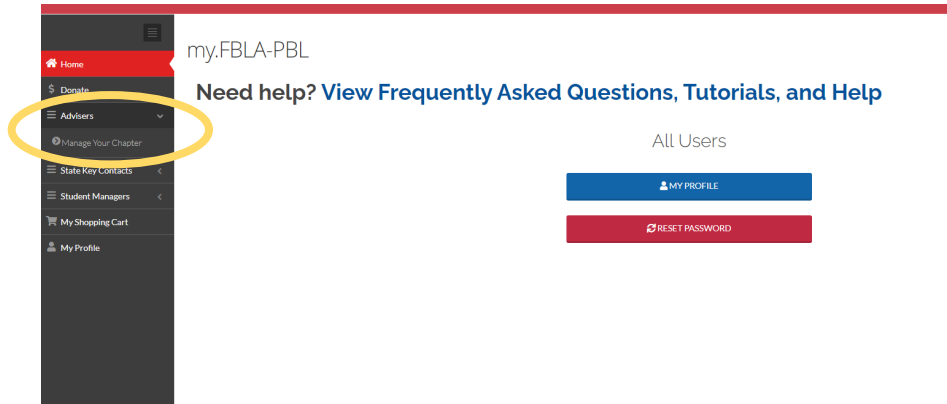 my.FBLA-PBL
Home
Donate
Advisers
Manage Your Chapter
State Key Contacts
Student Managers
My Shopping Cart
My Profile
Need help? View Frequently Asked Questions, Tutorials, and Help
All Users
MY PROFILE
RESET PASSWORD